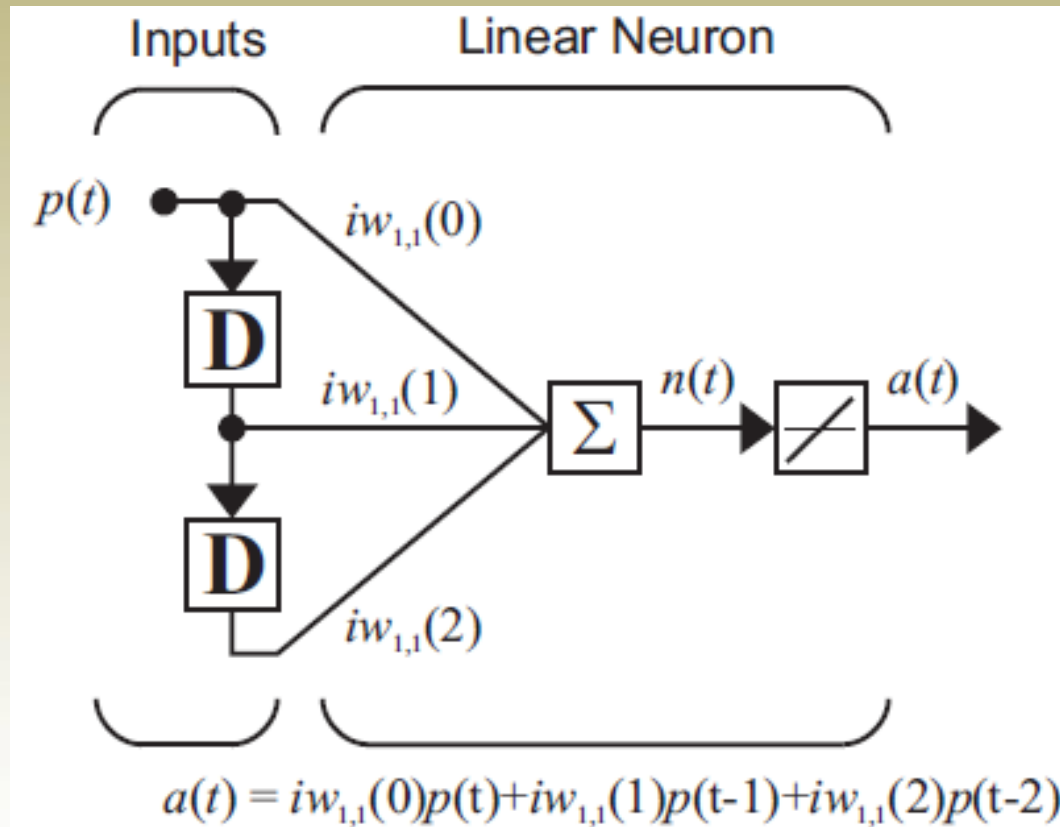 Inputs Linear Neuron
p(t)
iw1,1(0)
D
iw1,1(1)
Σ
n(t)
a(t)
D
iw1,1(2)
a(t) = iw1,1(0)p(t)+iw1,1(1)p(t-1)+iw1,1(2)p(t-2)